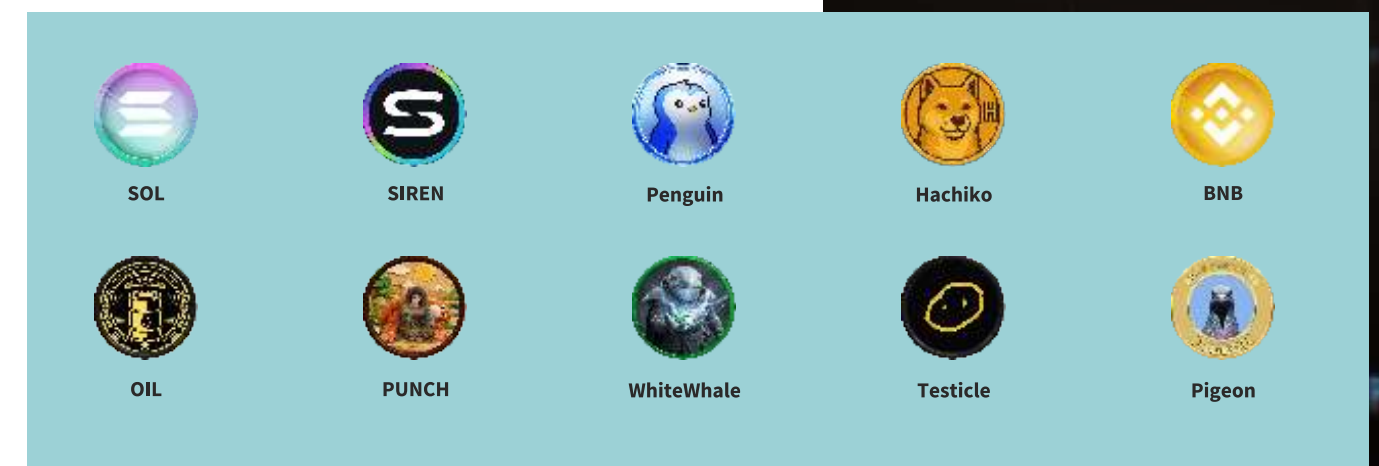 SOL
SIREN
Penguin
Hachiko
BNB
OIL
PUNCH
WhiteWhale
Testicle
Pigeon